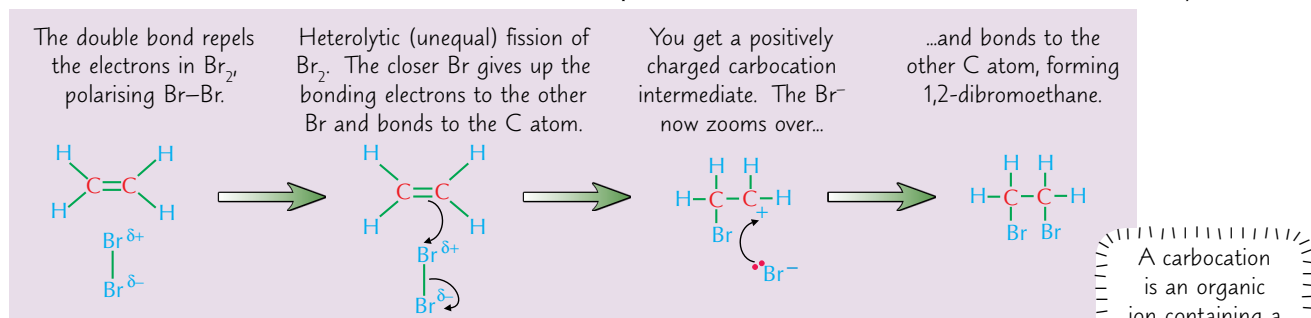 The double bond repels
the electrons in Br₂,
polarising Br–Br.
Heterolytic (unequal) fission of
Br₂. The closer Br gives up the
bonding electrons to the other
Br and bonds to the C atom.
You get a positively
charged carbocation
intermediate. The Br⁻
now zooms over...
...and bonds to the
other C atom, forming
1,2-dibromoethane.
H H
C=C
H H
Br δ+
Br δ–
H H
C=C
H H
Br δ+
Br δ–
H H
H–C–C–H
+
Br
Br⁻
H H
H–C–C–H
Br Br
A carbocation
is an organic
ion containing a